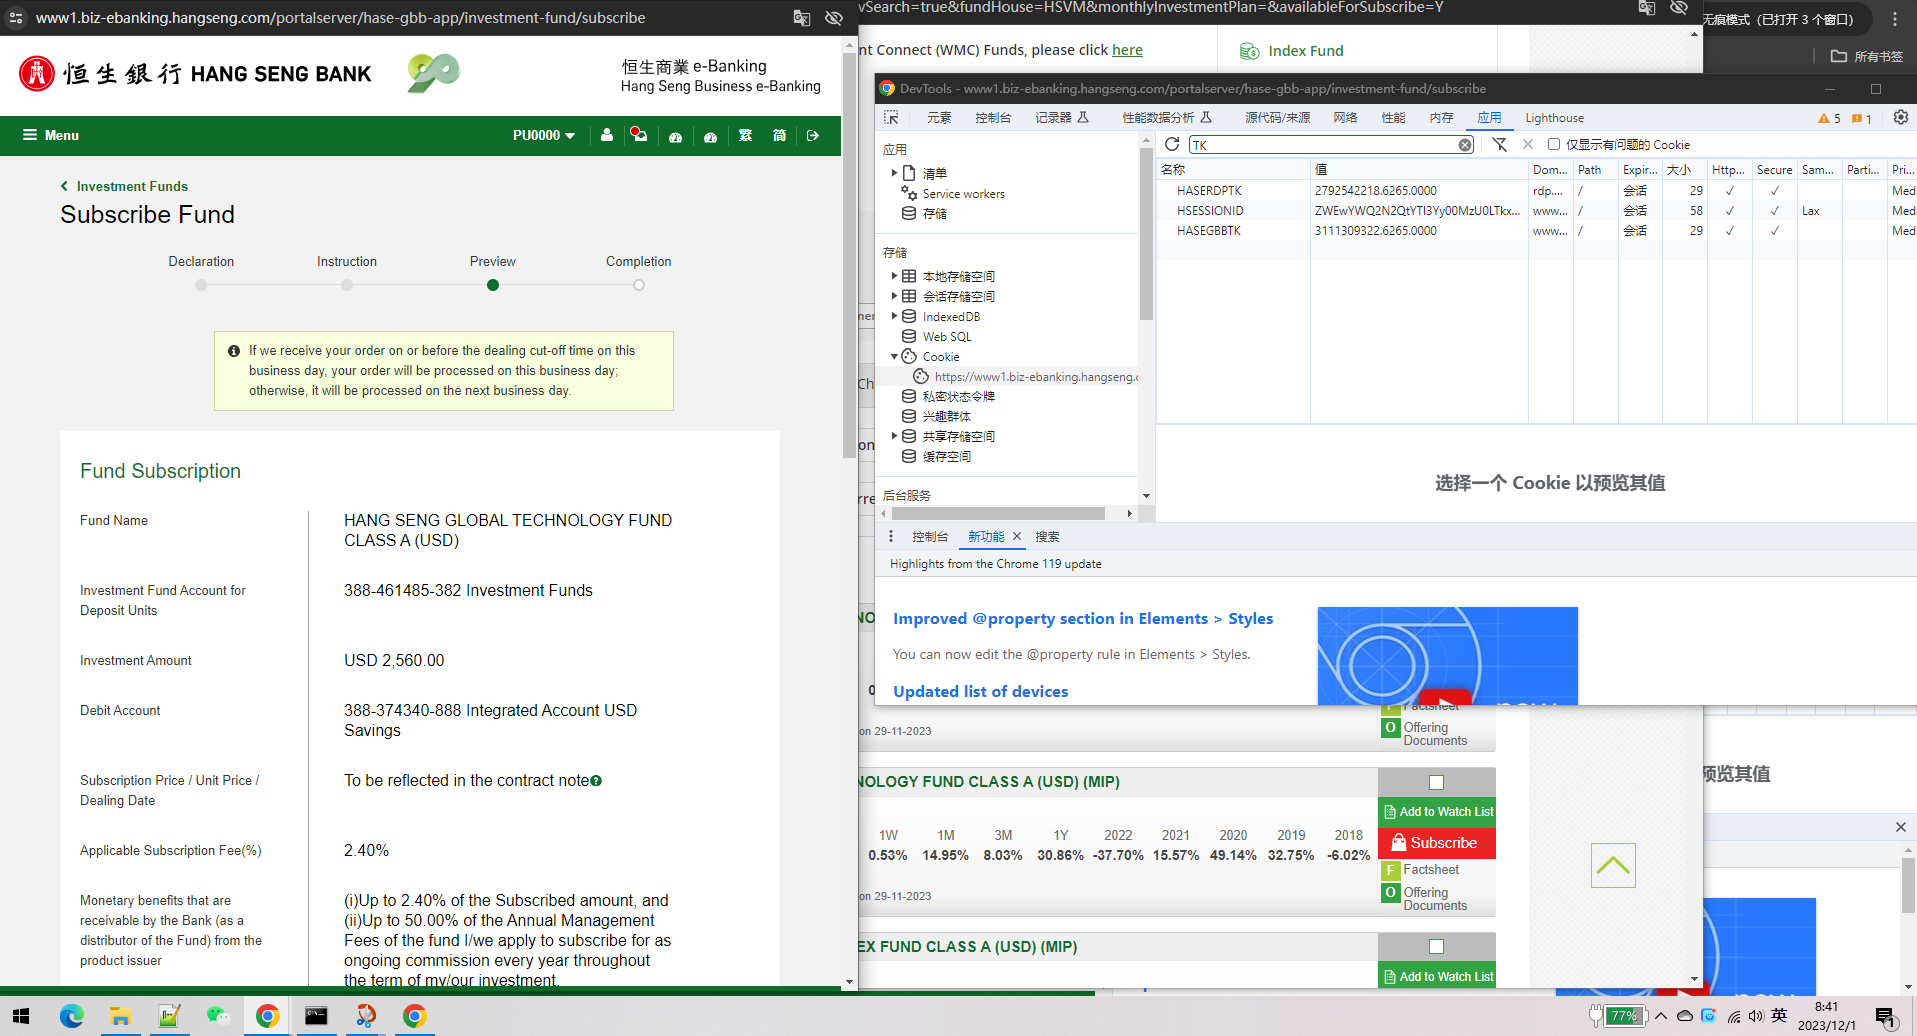 www1.biz-ebanking.hangseng.com/portalserver/hase-gbb-app/investment-fund/subscribe
恒生銀行 HANG SENG BANK
90
恒生商業 e-Banking
Hang Seng Business e-Banking
Menu
PU0000
繁
简
Investment Funds
Subscribe Fund
Declaration
Instruction
Preview
Completion
If we receive your order on or before the dealing cut-off time on this
business day, your order will be processed on this business day;
otherwise, it will be processed on the next business day.
Fund Subscription
Fund Name
HANG SENG GLOBAL TECHNOLOGY FUND
CLASS A (USD)
Investment Fund Account for
Deposit Units
388-461485-382 Investment Funds
Investment Amount
USD 2,560.00
Debit Account
388-374340-888 Integrated Account USD
Savings
Subscription Price / Unit Price /
Dealing Date
To be reflected in the contract note
Applicable Subscription Fee(%)
2.40%
Monetary benefits that are
receivable by the Bank (as a
distributor of the Fund) from the
product issuer
(i)Up to 2.40% of the Subscribed amount, and
(ii)Up to 50.00% of the Annual Management
Fees of the fund I/we apply to subscribe for as
ongoing commission every year throughout
the term of my/our investment.
vSearch=true&fundHouse=HSVM&monthlyInvestmentPlan=&availableForSubscribe=Y
无痕模式（已打开 3 个窗口）
所有书签
nt Connect (WMC) Funds, please click here
Index Fund
DevTools - www1.biz-ebanking.hangseng.com/portalserver/hase-gbb-app/investment-fund/subscribe
元素
控制台
记录器
性能数据分析
源代码/来源
网络
性能
内存
应用
Lighthouse
5
1
应用
清单
Service workers
存储
存储
本地存储空间
会话存储空间
IndexedDB
Web SQL
Cookie
https://www1.biz-ebanking.hangseng.c
私密状态令牌
兴趣群体
共享存储空间
缓存空间
后台服务
TK
仅显示有问题的 Cookie
名称 值 Dom... Path Expir... 大小 Http... Secure Sam... Parti... Pri...
HASERDPTK 2792542218.6265.0000 rdp.... / 会话 29 ✓ ✓ Med
HSESSIONID ZWEwYWQ2N2QtYTI3Yy00MzU0LTkx... www... / 会话 58 ✓ ✓ Lax Med
HASEGBBTK 3111309322.6265.0000 www... / 会话 29 ✓ ✓ Med
选择一个 Cookie 以预览其值
控制台
新功能
搜索
Highlights from the Chrome 119 update
Improved @property section in Elements > Styles
You can now edit the @property rule in Elements > Styles.
Updated list of devices
Factsheet
O Offering
Documents
on 29-11-2023
预览其值
NOLOGY FUND CLASS A (USD) (MIP)
Add to Watch List
Subscribe
1W 1M 3M 1Y 2022 2021 2020 2019 2018
0.53% 14.95% 8.03% 30.86% -37.70% 15.57% 49.14% 32.75% -6.02%
F Factsheet
O Offering
Documents
on 29-11-2023
EX FUND CLASS A (USD) (MIP)
Add to Watch List
77%
英
8:41
2023/12/1
1